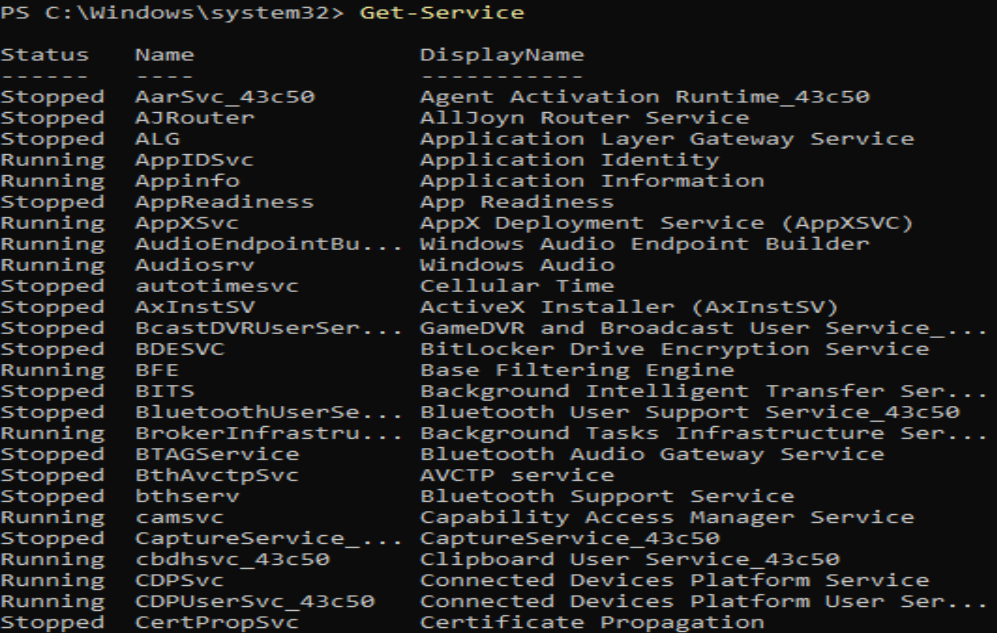 PS C:\Windows\system32> Get-Service
Status Name DisplayName
------ ---- -----------
Stopped AarSvc_43c50 Agent Activation Runtime_43c50
Stopped AJRouter AllJoyn Router Service
Stopped ALG Application Layer Gateway Service
Running AppIDSvc Application Identity
Running Appinfo Application Information
Stopped AppReadiness App Readiness
Running AppXSvc AppX Deployment Service (AppXSVC)
Running AudioEndpointBu... Windows Audio Endpoint Builder
Running Audiosrv Windows Audio
Stopped autotimesvc Cellular Time
Stopped AxInstSV ActiveX Installer (AxInstSV)
Stopped BcastDVRUserSer... GameDVR and Broadcast User Service_...
Stopped BDESVC BitLocker Drive Encryption Service
Running BFE Base Filtering Engine
Stopped BITS Background Intelligent Transfer Ser...
Stopped BluetoothUserSe... Bluetooth User Support Service_43c50
Running BrokerInfrastru... Background Tasks Infrastructure Ser...
Stopped BTAGService Bluetooth Audio Gateway Service
Stopped BthAvctpSvc AVCTP service
Stopped bthserv Bluetooth Support Service
Running camsvc Capability Access Manager Service
Stopped CaptureService_... CaptureService_43c50
Running cbdhsvc_43c50 Clipboard User Service_43c50
Running CDPSvc Connected Devices Platform Service
Running CDPUserSvc_43c50 Connected Devices Platform User Ser...
Stopped CertPropSvc Certificate Propagation